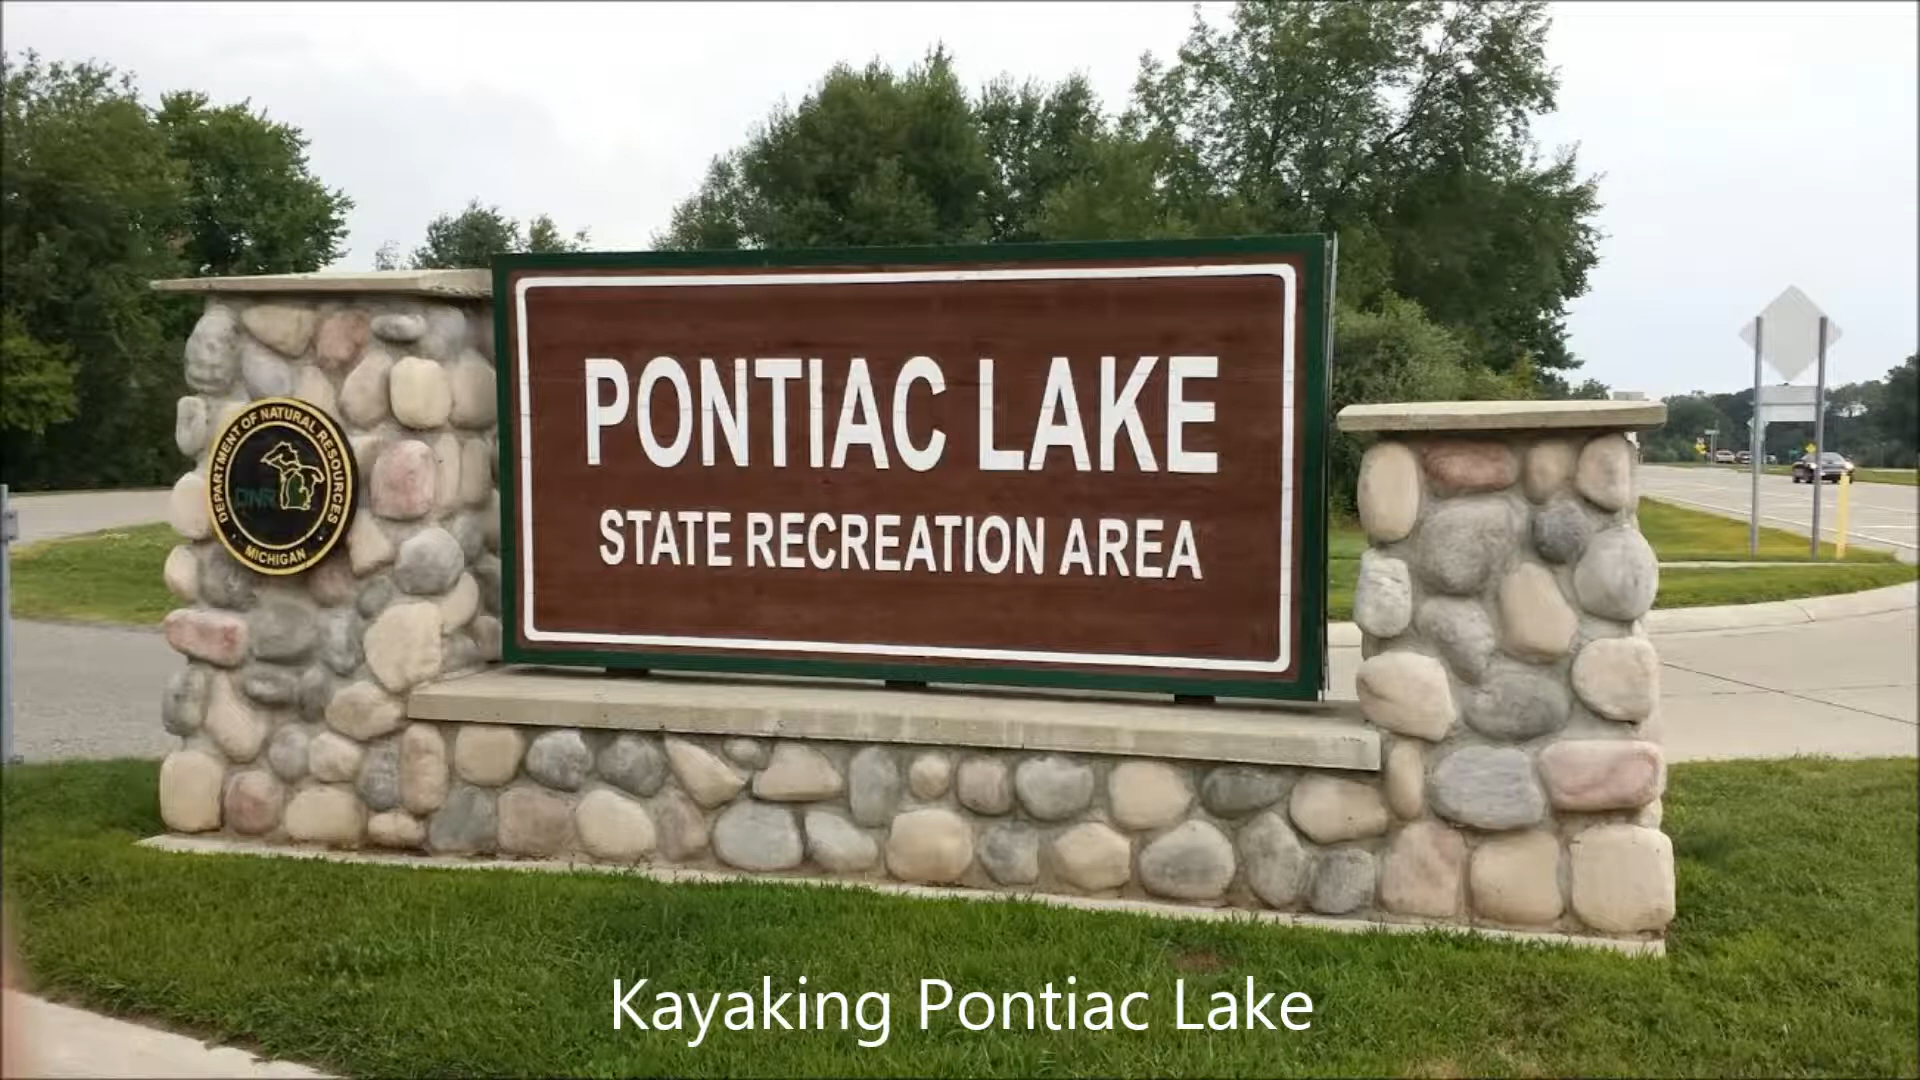 PONTIAC LAKE
STATE RECREATION AREA
DEPARTMENT OF NATURAL RESOURCES
DNR
MICHIGAN
Kayaking Pontiac Lake